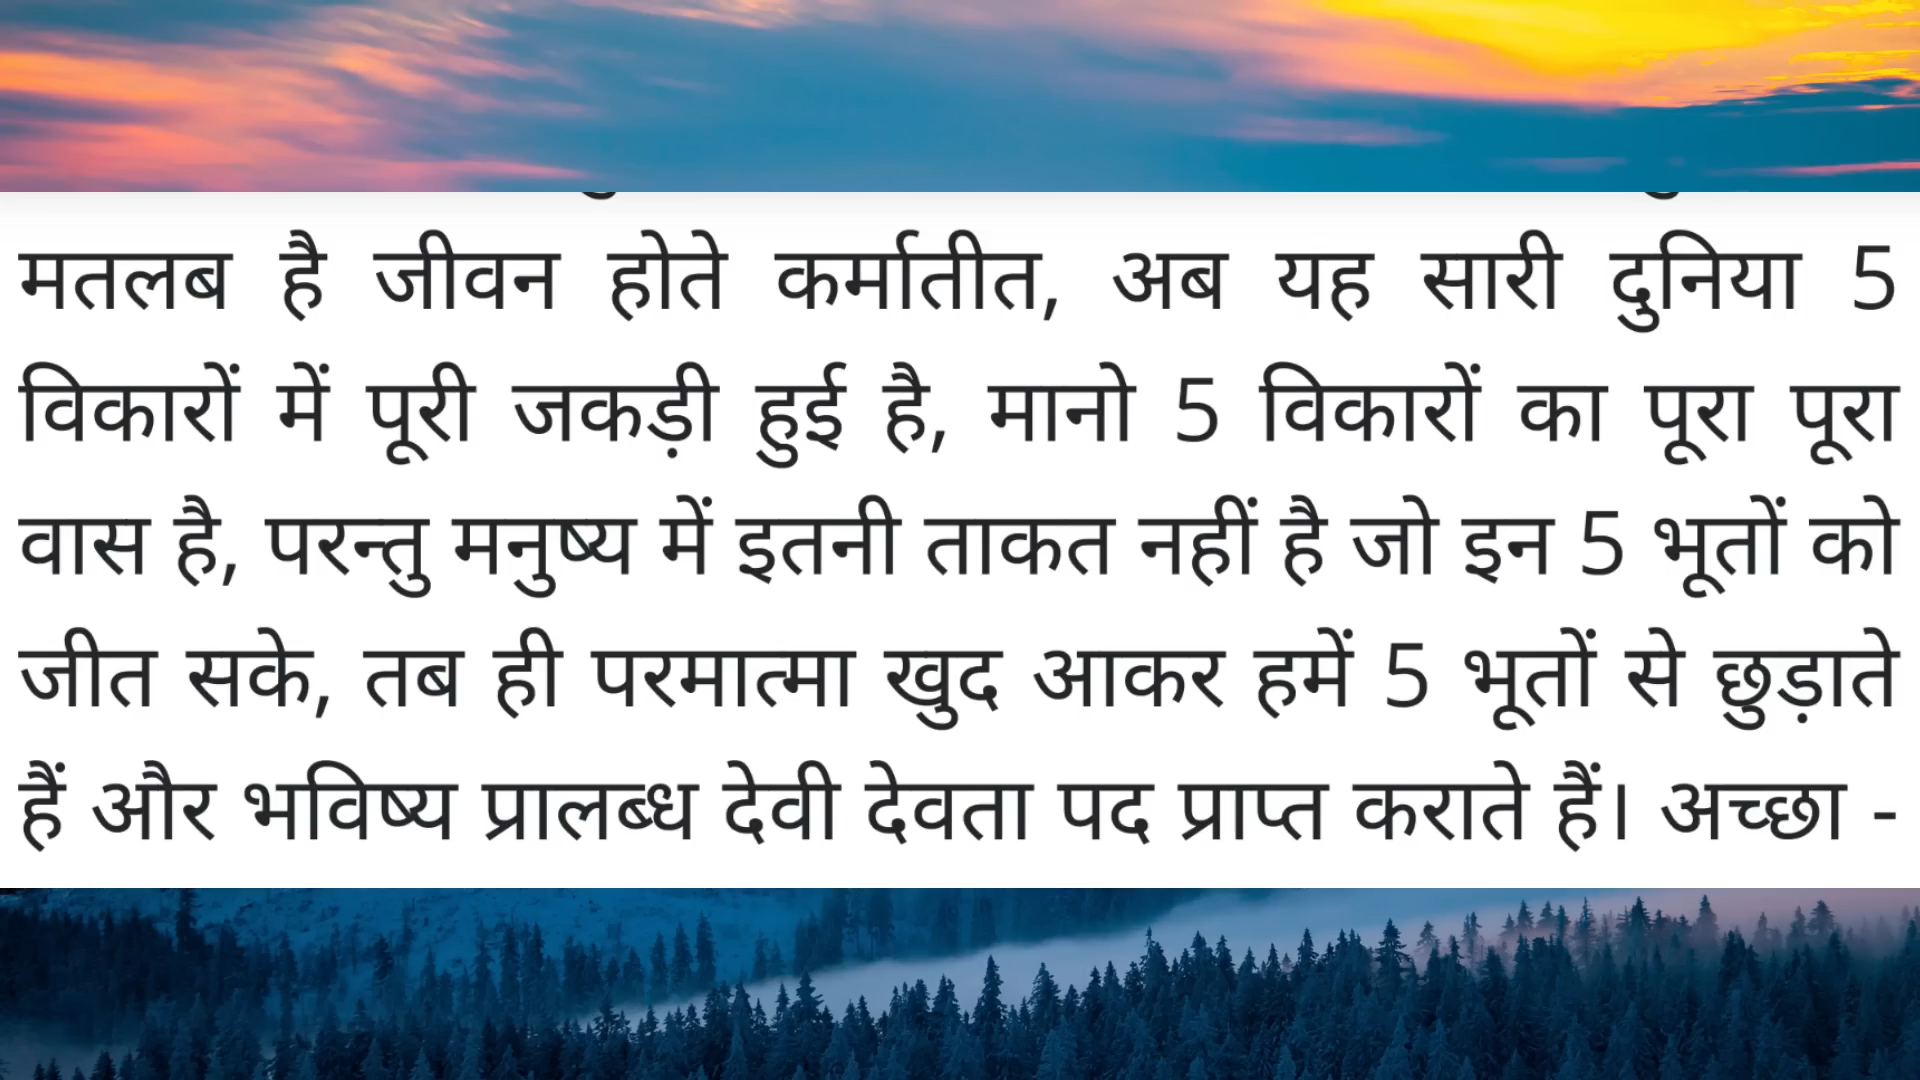 मतलब है जीवन होते कर्मातीत, अब यह सारी दुनिया 5
विकारों में पूरी जकड़ी हुई है, मानो 5 विकारों का पूरा पूरा
वास है, परन्तु मनुष्य में इतनी ताकत नहीं है जो इन 5 भूतों को
जीत सके, तब ही परमात्मा खुद आकर हमें 5 भूतों से छुड़ाते
हैं और भविष्य प्रालब्ध देवी देवता पद प्राप्त कराते हैं। अच्छा -